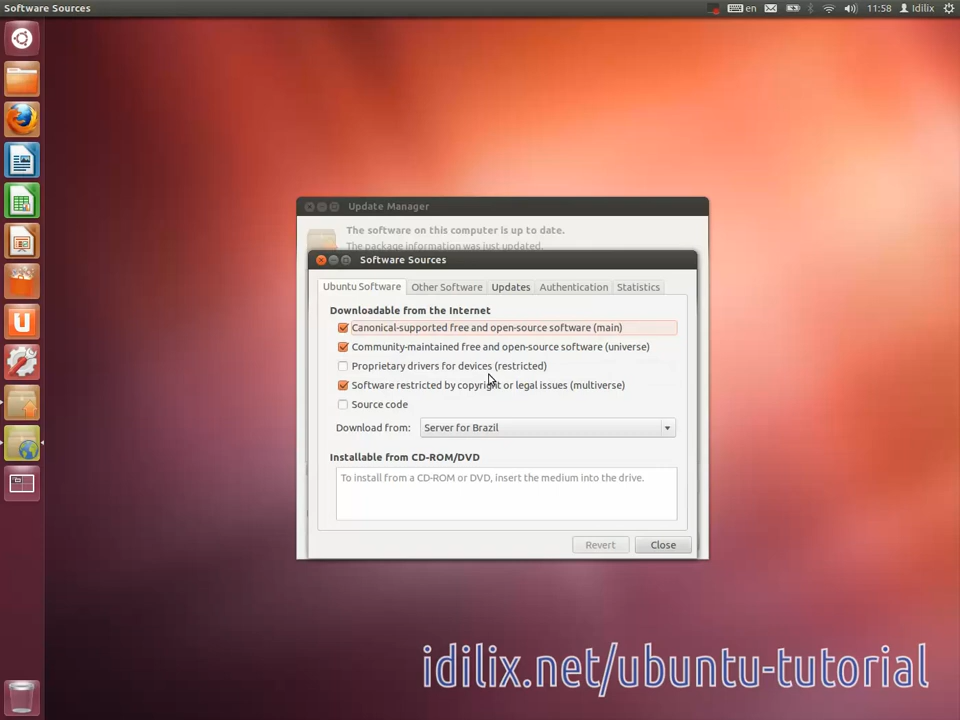 Software Sources
en
11:58
Idilix
Update Manager
The software on this computer is up to date.
The package information was just updated.
Software Sources
Ubuntu Software
Other Software
Updates
Authentication
Statistics
Downloadable from the Internet
Canonical-supported free and open-source software (main)
Community-maintained free and open-source software (universe)
Proprietary drivers for devices (restricted)
Software restricted by copyright or legal issues (multiverse)
Source code
Download from:
Server for Brazil
Installable from CD-ROM/DVD
To install from a CD-ROM or DVD, insert the medium into the drive.
Revert
Close
idilix.net/ubuntu-tutorial